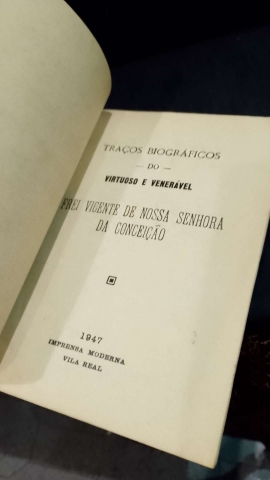 TRAÇOS BIOGRÁFICOS
— DO —
VIRTUOSO E VENERÁVEL
FREI VICENTE DE NOSSA SENHORA
DA CONCEIÇÃO
1947
IMPRENSA MODERNA
VILA REAL